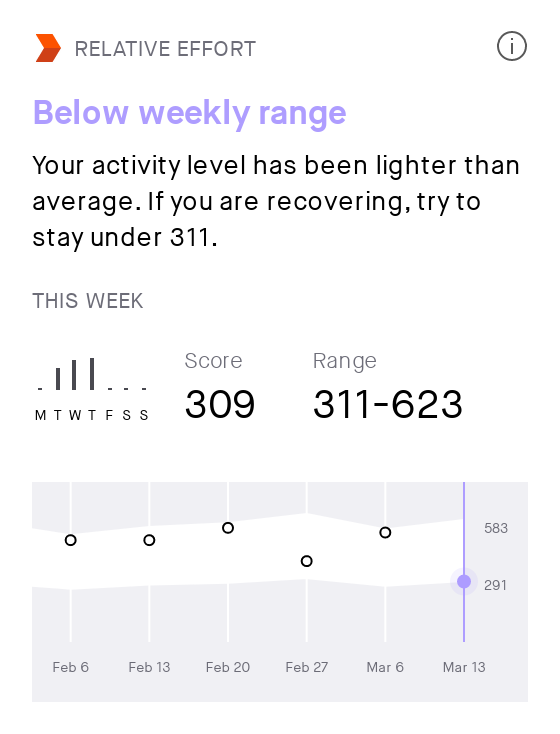 RELATIVE EFFORT
Below weekly range
Your activity level has been lighter than
average. If you are recovering, try to
stay under 311.
THIS WEEK
Score
Range
309
311-623
M T W T F S S
583
291
Feb 6
Feb 13
Feb 20
Feb 27
Mar 6
Mar 13